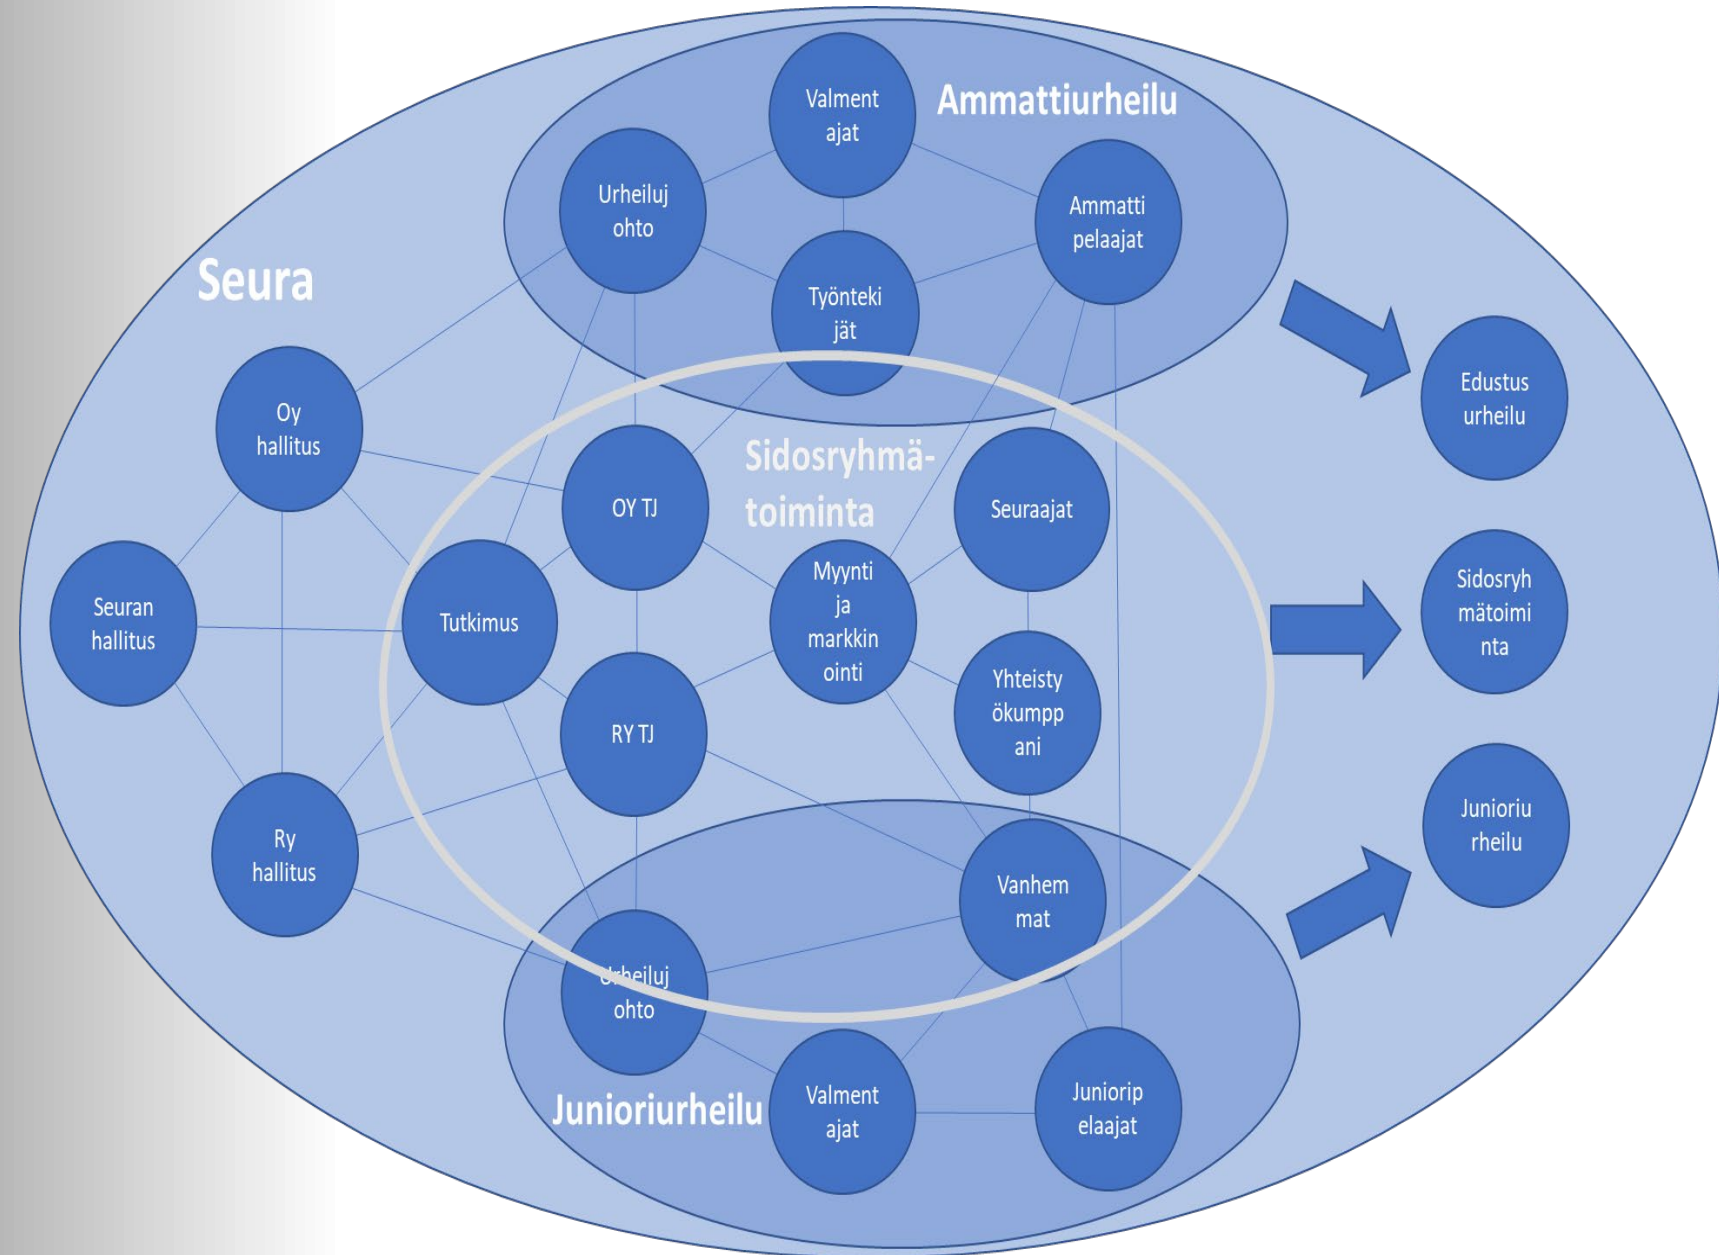 Valment
ajat
Ammattiurheilu
Urheiluj
ohto
Ammatti
pelaajat
Seura
Työnteki
jät
Edustus
urheilu
Oy
hallitus
Sidosryhmä-
toiminta
OY TJ
Seuraajat
Seuran
hallitus
Tutkimus
Myynti
ja
markkin
ointi
Sidosryh
mätoimi
nta
RY TJ
Yhteisty
ökumpp
ani
Ry
hallitus
Junioriu
rheilu
Vanhem
mat
Urheiluj
ohto
Junioriurheilu
Valment
ajat
Juniorip
elaajat